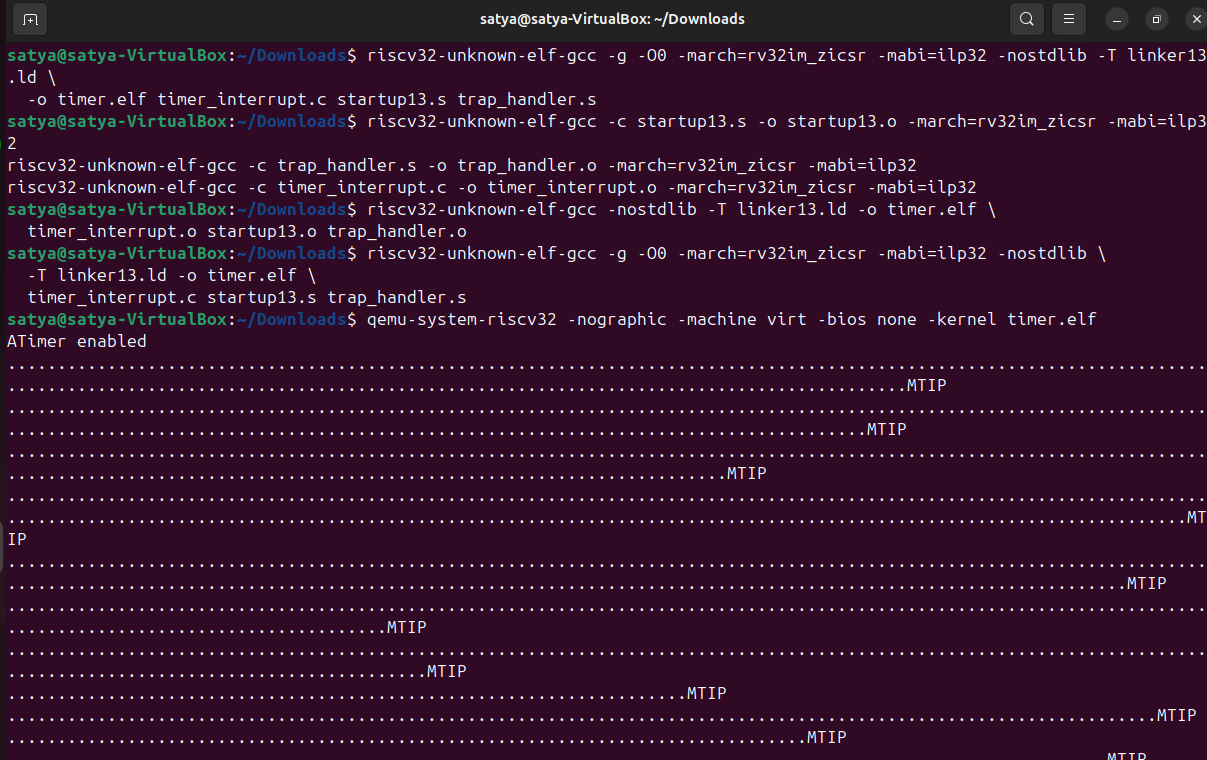 satya@satya-VirtualBox: ~/Downloads
satya@satya-VirtualBox:~/Downloads$ riscv32-unknown-elf-gcc -g -O0 -march=rv32im_zicsr -mabi=ilp32 -nostdlib -T linker13
.ld \
  -o timer.elf timer_interrupt.c startup13.s trap_handler.s
satya@satya-VirtualBox:~/Downloads$ riscv32-unknown-elf-gcc -c startup13.s -o startup13.o -march=rv32im_zicsr -mabi=ilp3
2
riscv32-unknown-elf-gcc -c trap_handler.s -o trap_handler.o -march=rv32im_zicsr -mabi=ilp32
riscv32-unknown-elf-gcc -c timer_interrupt.c -o timer_interrupt.o -march=rv32im_zicsr -mabi=ilp32
satya@satya-VirtualBox:~/Downloads$ riscv32-unknown-elf-gcc -nostdlib -T linker13.ld -o timer.elf \
  timer_interrupt.o startup13.o trap_handler.o
satya@satya-VirtualBox:~/Downloads$ riscv32-unknown-elf-gcc -g -O0 -march=rv32im_zicsr -mabi=ilp32 -nostdlib \
  -T linker13.ld -o timer.elf \
  timer_interrupt.c startup13.s trap_handler.s
satya@satya-VirtualBox:~/Downloads$ qemu-system-riscv32 -nographic -machine virt -bios none -kernel timer.elf
ATimer enabled
........................................................................................................................
..........................................................................................MTIP
........................................................................................................................
......................................................................................MTIP
........................................................................................................................
........................................................................MTIP
........................................................................................................................
......................................................................................................................MT
IP
........................................................................................................................
................................................................................................................MTIP
........................................................................................................................
......................................MTIP
........................................................................................................................
..........................................MTIP
....................................................................MTIP
...................................................................................................................MTIP
................................................................................MTIP
MTIP